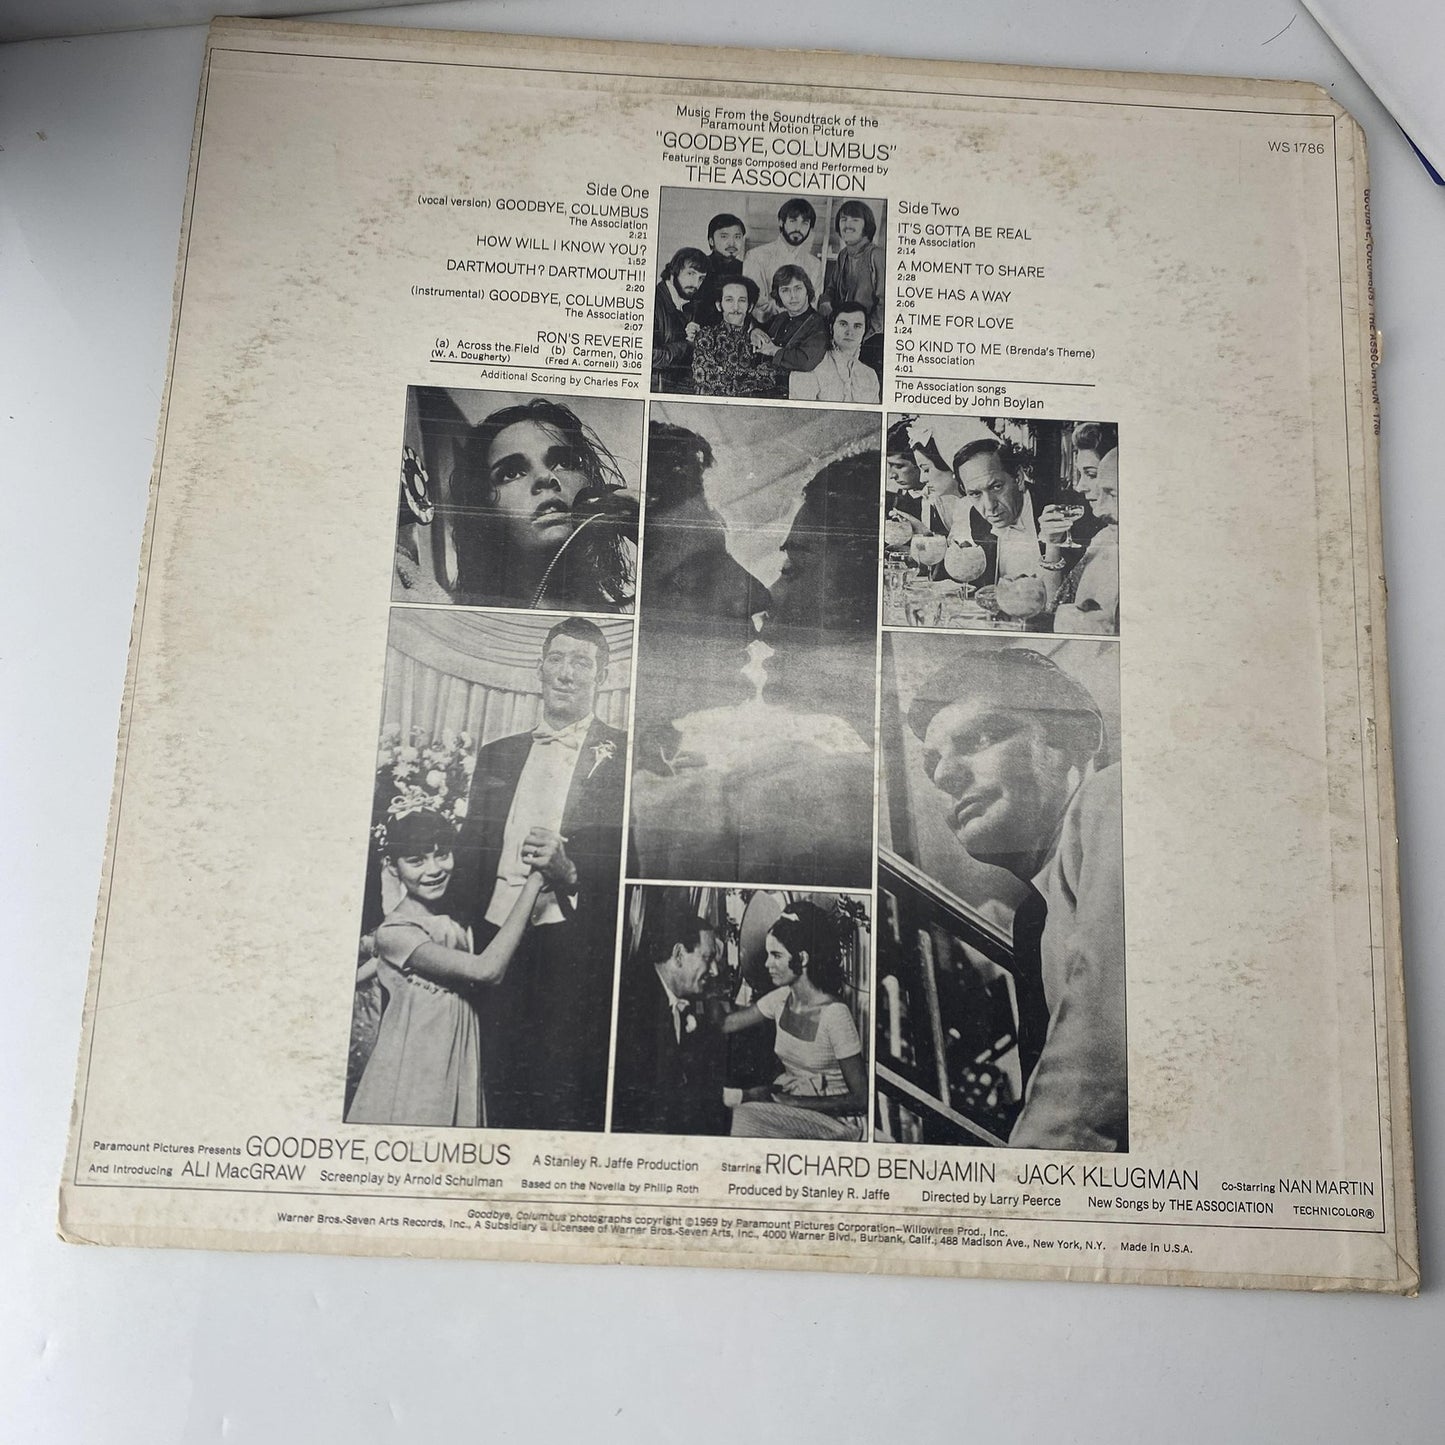 Music From the Soundtrack of the
Paramount Motion Picture
"GOODBYE, COLUMBUS"
Featuring Songs Composed and Performed by
THE ASSOCIATION
WS 1786
Side One
(vocal version) GOODBYE, COLUMBUS
The Association
2:21
HOW WILL I KNOW YOU?
1:52
DARTMOUTH? DARTMOUTH!!
2:20
(instrumental) GOODBYE, COLUMBUS
The Association
2:07
RON'S REVERIE
(a) Across the Field (b) Carmen, Ohio
(W. A. Dougherty) (Fred A. Cornell) 3:06
Additional Scoring by Charles Fox
Side Two
IT'S GOTTA BE REAL
The Association
2:14
A MOMENT TO SHARE
2:28
LOVE HAS A WAY
2:06
A TIME FOR LOVE
1:24
SO KIND TO ME (Brenda's Theme)
The Association
4:01
The Association songs
Produced by John Boylan
GOODBYE, COLUMBUS / THE ASSOCIATION · 1786
Paramount Pictures Presents GOODBYE, COLUMBUS A Stanley R. Jaffe Production Starring RICHARD BENJAMIN JACK KLUGMAN Co-Starring NAN MARTIN
And Introducing ALI MacGRAW Screenplay by Arnold Schulman Based on the Novella by Philip Roth Produced by Stanley R. Jaffe Directed by Larry Peerce New Songs by THE ASSOCIATION TECHNICOLOR®
Goodbye, Columbus photographs copyright ©1969 by Paramount Pictures Corporation–Willowtree Prod., Inc.
Warner Bros.-Seven Arts Records, Inc., A Subsidiary & Licensee of Warner Bros.-Seven Arts, Inc., 4000 Warner Blvd., Burbank, Calif.; 488 Madison Ave., New York, N.Y. Made in U.S.A.